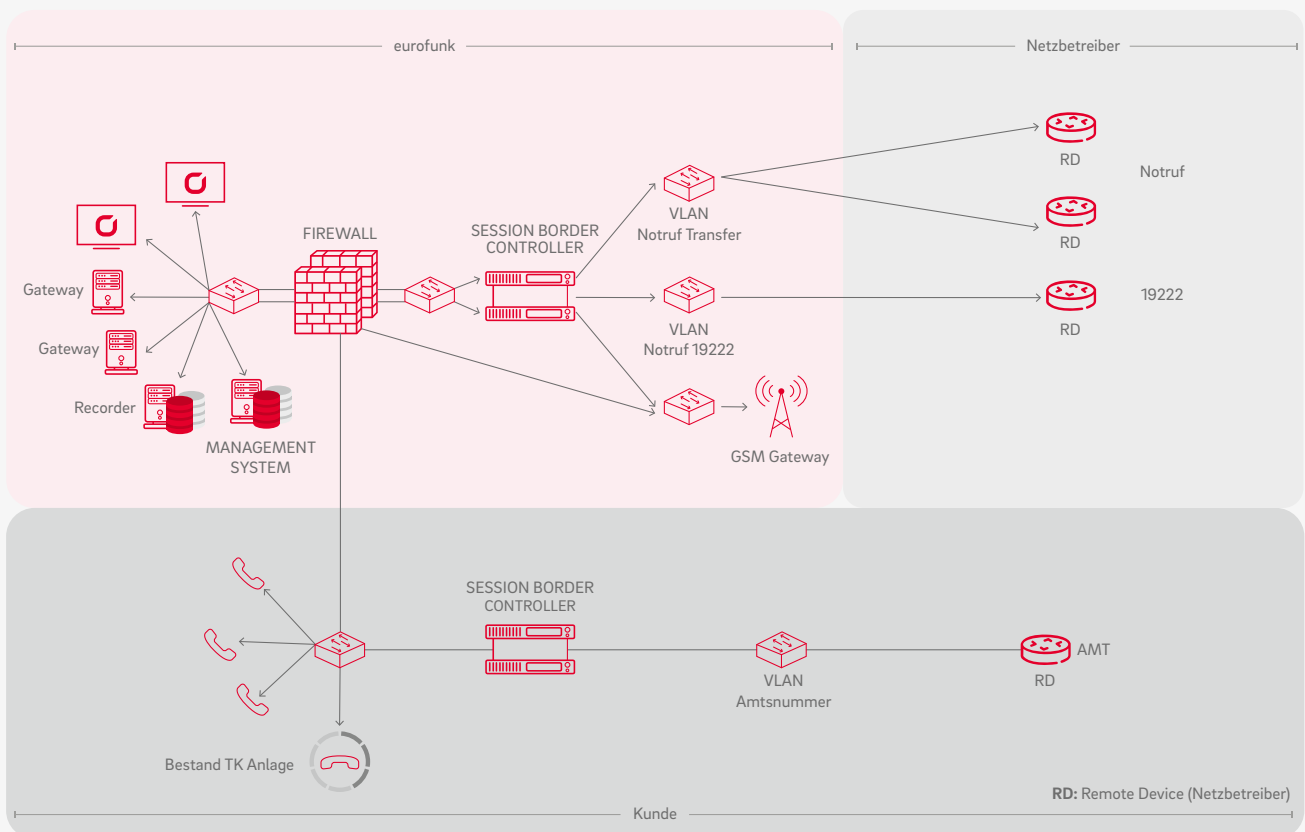 eurofunk
Netzbetreiber
RD
Notruf
FIREWALL
SESSION BORDER
CONTROLLER
VLAN
Notruf Transfer
RD
Gateway
19222
VLAN
Notruf 19222
RD
Gateway
Recorder
MANAGEMENT
SYSTEM
GSM Gateway
SESSION BORDER
CONTROLLER
AMT
VLAN
Amtsnummer
RD
Bestand TK Anlage
RD: Remote Device (Netzbetreiber)
Kunde